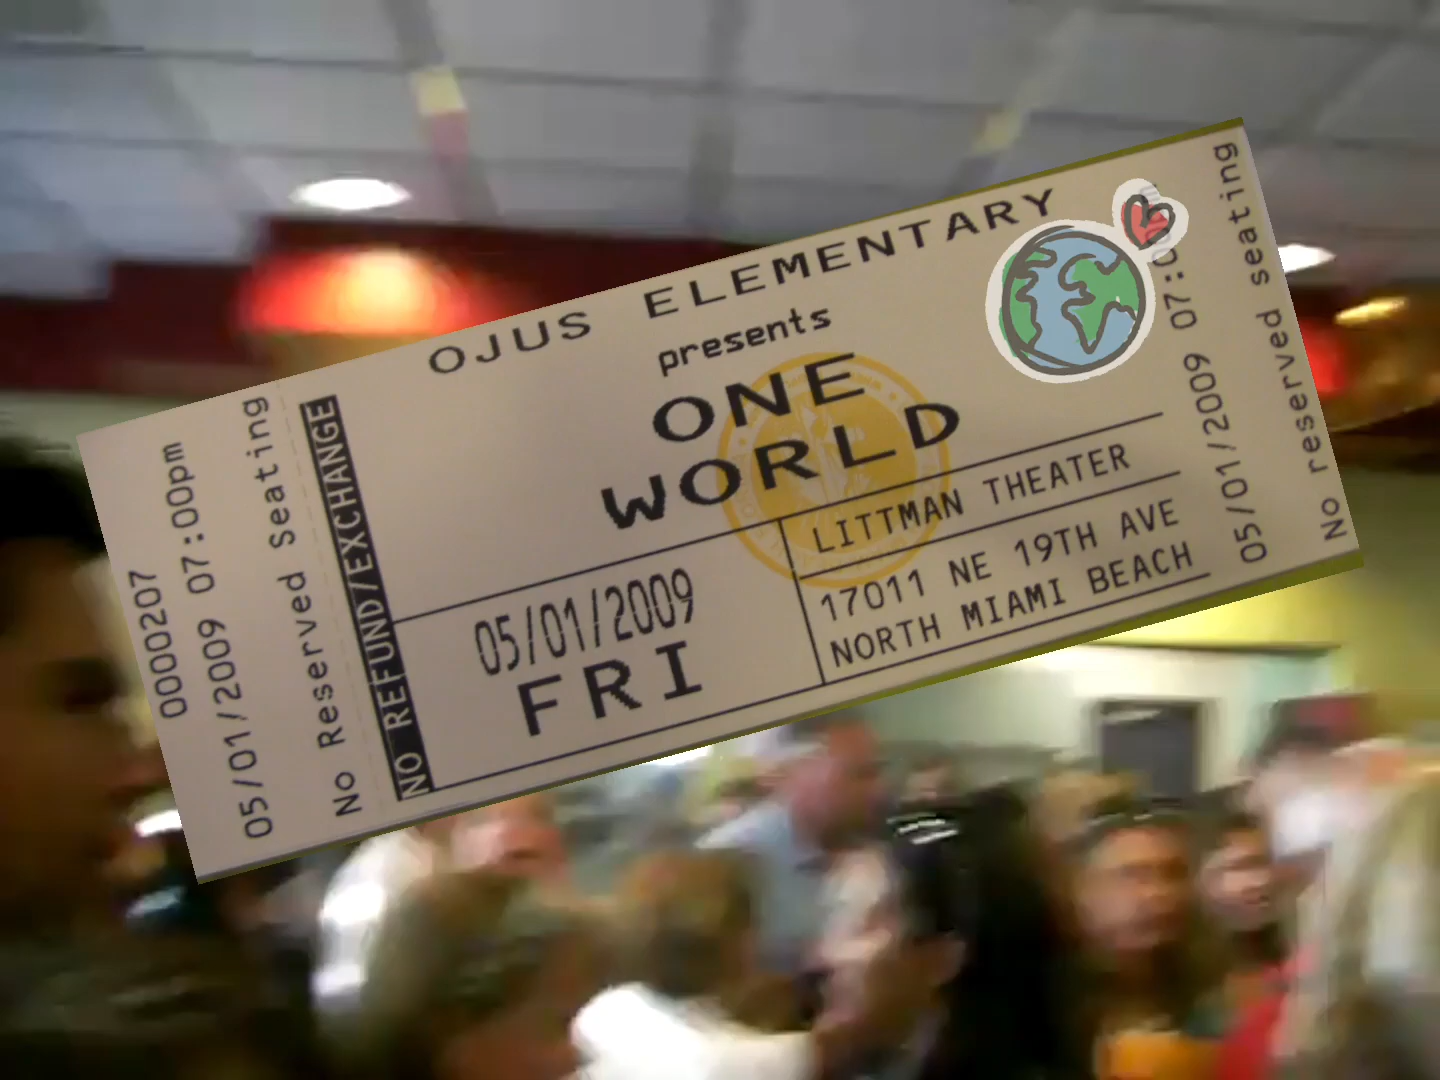 0000207
05/01/2009 07:00pm
No Reserved Seating
NO REFUND/EXCHANGE
OJUS ELEMENTARY
presents
ONE
WORLD
05/01/2009
FRI
LITTMAN THEATER
17011 NE 19TH AVE
NORTH MIAMI BEACH
05/01/2009 07:
No reserved seating